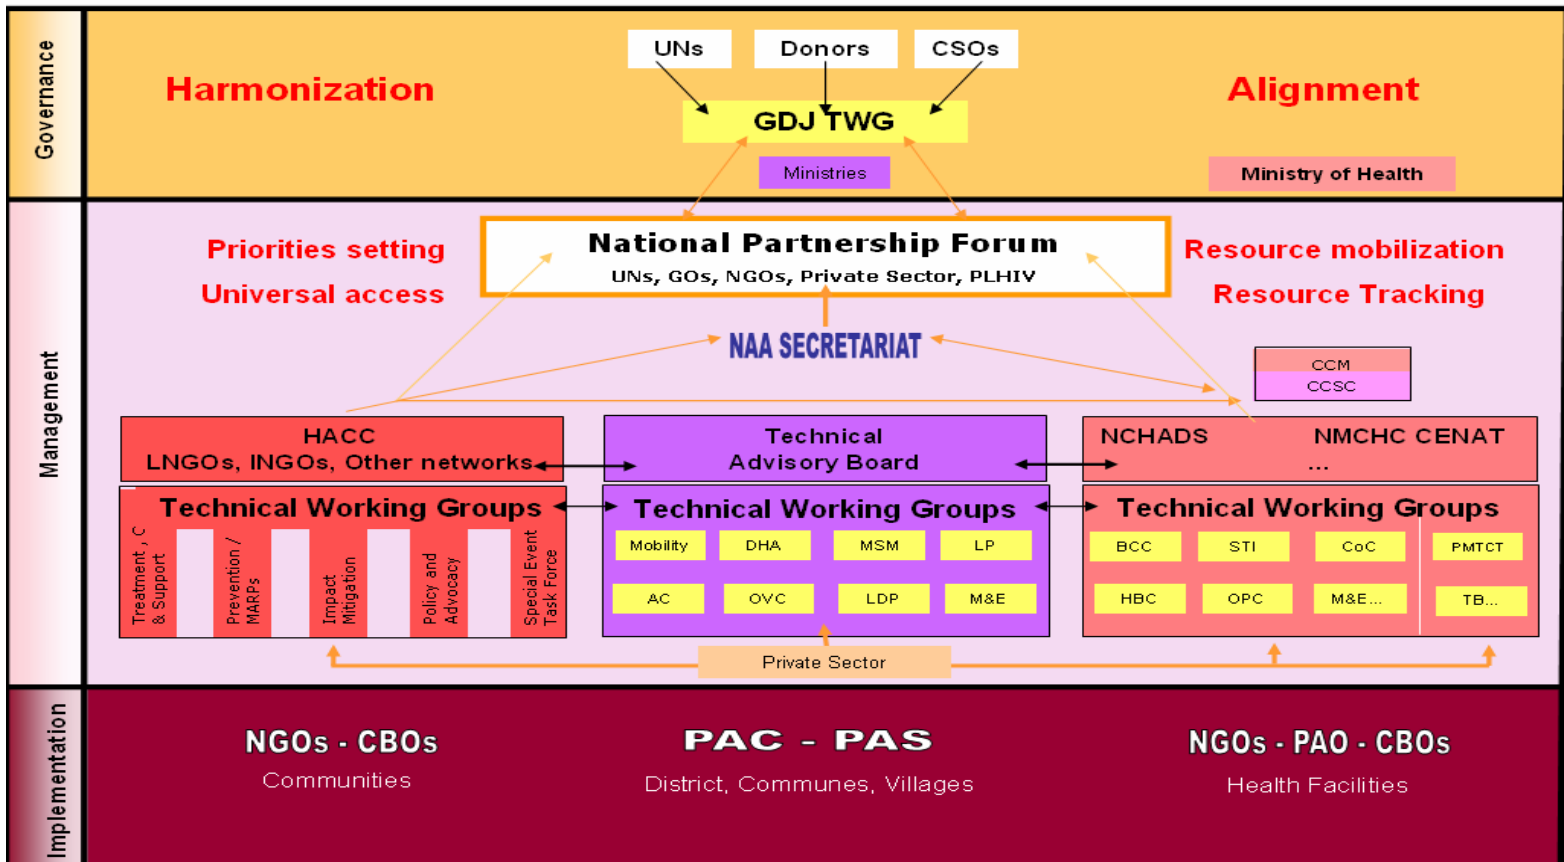 Governance
UNs
Donors
CSOs
Harmonization
Alignment
GDJ TWG
Ministries
Ministry of Health
Management
National Partnership Forum
UNs, GOs, NGOs, Private Sector, PLHIV
Priorities setting
Universal access
Resource mobilization
Resource Tracking
NAA SECRETARIAT
CCM
CCSC
HACC
LNGOs, INGOs, Other networks
Technical
Advisory Board
NCHADS NMCHC CENAT
...
Technical Working Groups
Treatment , C
& Support
Prevention /
MARPs
Impact
Mitigation
Policy and
Advocacy
Special Event
Task Force
Technical Working Groups
Mobility
DHA
MSM
LP
AC
OVC
LDP
M&E
Technical Working Groups
BCC
STI
CoC
PMTCT
HBC
OPC
M&E...
TB...
Private Sector
Implementation
NGOs - CBOs
Communities
PAC - PAS
District, Communes, Villages
NGOs - PAO - CBOs
Health Facilities